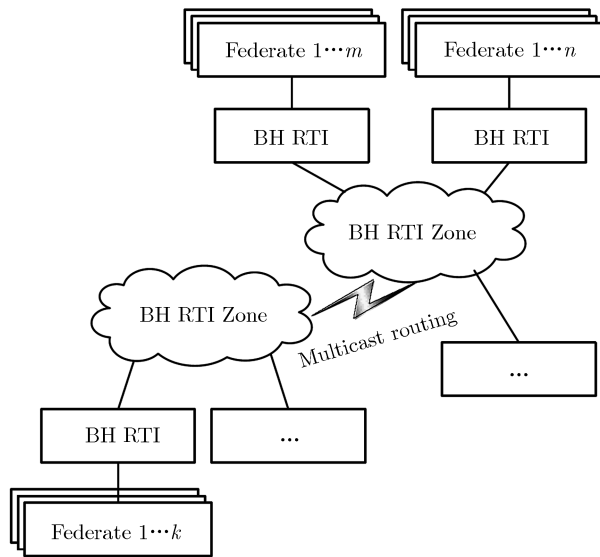 Federate 1···m
Federate 1···n
BH RTI
BH RTI
BH RTI Zone
BH RTI Zone
Multicast routing
...
BH RTI
...
Federate 1···k